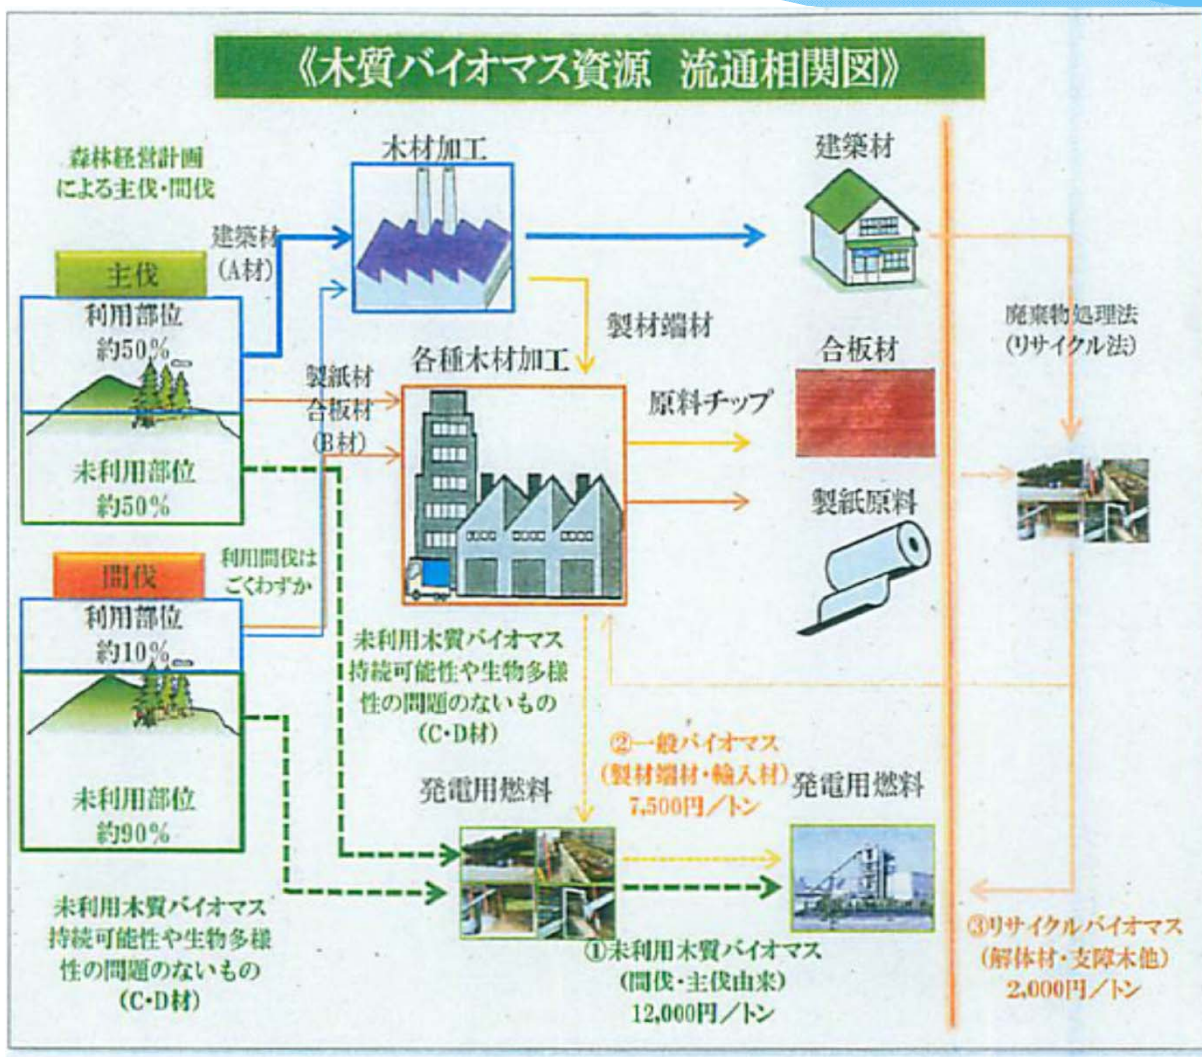 《木質バイオマス資源 流通相関図》
森林経営計画
による主伐・間伐
木材加工
建築材
建築材
(A材)
主伐
利用部位
約50%
製材端材
廃棄物処理法
(リサイクル法)
各種木材加工
合板材
製紙材
合板材
(B材)
原料チップ
未利用部位
約50%
製紙原料
間伐
利用間伐は
ごくわずか
利用部位
約10%
未利用木質バイオマス
持続可能性や生物多様
性の問題のないもの
(C・D材)
②一般バイオマス
(製材端材・輸入材)
7,500円／トン
未利用部位
約90%
発電用燃料
発電用燃料
未利用木質バイオマス
持続可能性や生物多様
性の問題のないもの
(C・D材)
①未利用木質バイオマス
(間伐・主伐由来)
12,000円／トン
③リサイクルバイオマス
(解体材・支障木他)
2,000円／トン